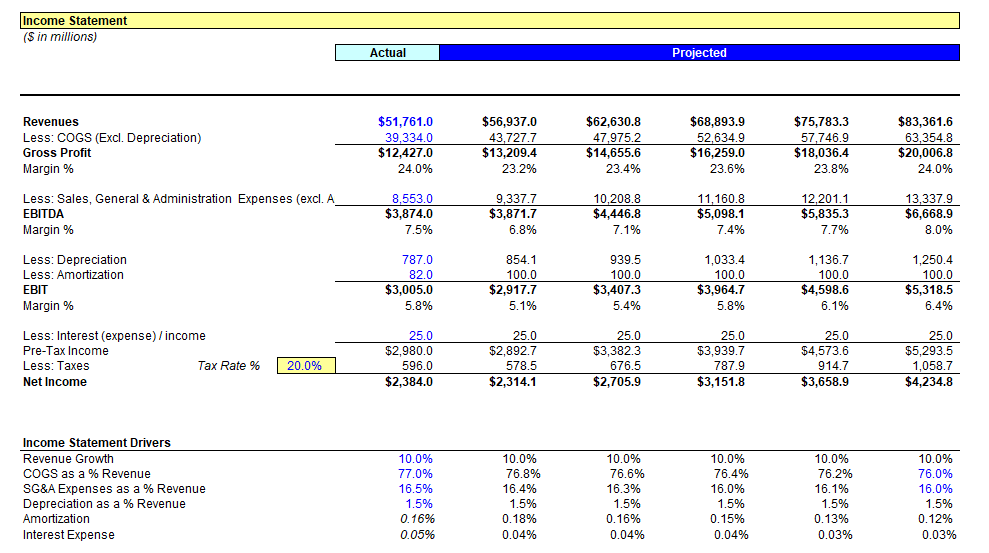 Income Statement
($ in millions)
Actual Projected
Revenues $51,761.0 $56,937.0 $62,630.8 $68,893.9 $75,783.3 $83,361.6
Less: COGS (Excl. Depreciation) 39,334.0 43,727.7 47,975.2 52,634.9 57,746.9 63,354.8
Gross Profit $12,427.0 $13,209.4 $14,655.6 $16,259.0 $18,036.4 $20,006.8
Margin % 24.0% 23.2% 23.4% 23.6% 23.8% 24.0%
Less: Sales, General & Administration Expenses (excl. A 8,553.0 9,337.7 10,208.8 11,160.8 12,201.1 13,337.9
EBITDA $3,874.0 $3,871.7 $4,446.8 $5,098.1 $5,835.3 $6,668.9
Margin % 7.5% 6.8% 7.1% 7.4% 7.7% 8.0%
Less: Depreciation 787.0 854.1 939.5 1,033.4 1,136.7 1,250.4
Less: Amortization 82.0 100.0 100.0 100.0 100.0 100.0
EBIT $3,005.0 $2,917.7 $3,407.3 $3,964.7 $4,598.6 $5,318.5
Margin % 5.8% 5.1% 5.4% 5.8% 6.1% 6.4%
Less: Interest (expense) / income 25.0 25.0 25.0 25.0 25.0 25.0
Pre-Tax Income $2,980.0 $2,892.7 $3,382.3 $3,939.7 $4,573.6 $5,293.5
Less: Taxes Tax Rate % 20.0% 596.0 578.5 676.5 787.9 914.7 1,058.7
Net Income $2,384.0 $2,314.1 $2,705.9 $3,151.8 $3,658.9 $4,234.8
Income Statement Drivers
Revenue Growth 10.0% 10.0% 10.0% 10.0% 10.0% 10.0%
COGS as a % Revenue 77.0% 76.8% 76.6% 76.4% 76.2% 76.0%
SG&A Expenses as a % Revenue 16.5% 16.4% 16.3% 16.0% 16.1% 16.0%
Depreciation as a % Revenue 1.5% 1.5% 1.5% 1.5% 1.5% 1.5%
Amortization 0.16% 0.18% 0.16% 0.15% 0.13% 0.12%
Interest Expense 0.05% 0.04% 0.04% 0.04% 0.03% 0.03%